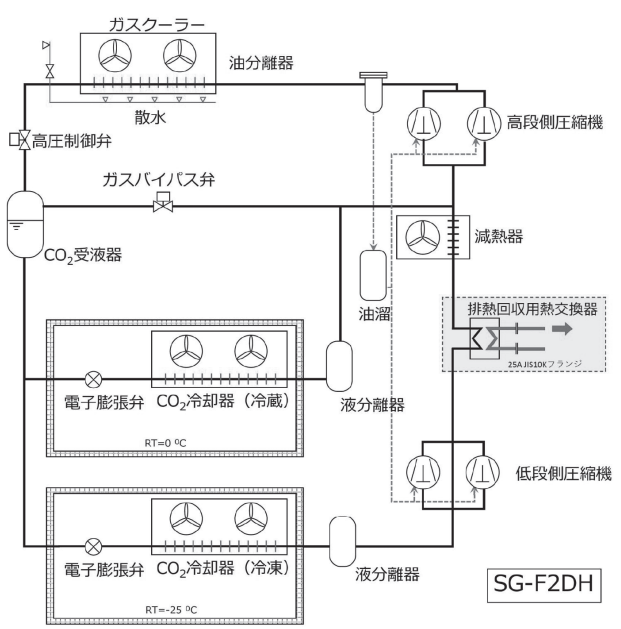 ガスクーラー
油分離器
散水
高段側圧縮機
高圧制御弁
ガスバイパス弁
減熱器
CO₂受液器
油溜
排熱回収用熱交換器
25A JIS10Kフランジ
電子膨張弁
CO₂冷却器（冷蔵）
液分離器
RT=0 ºC
低段側圧縮機
電子膨張弁
CO₂冷却器（冷凍）
液分離器
SG-F2DH
RT=-25 ºC